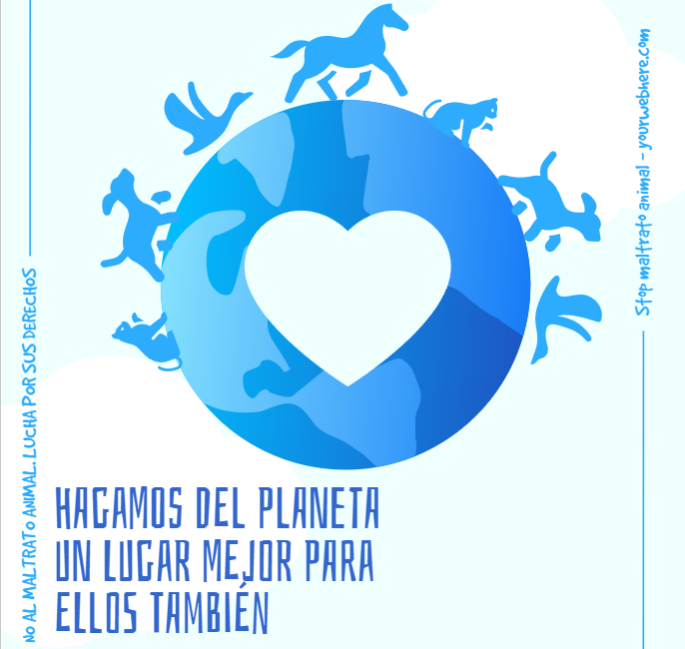 HAGAMOS DEL PLANETA
UN LUGAR MEJOR PARA
ELLOS TAMBIÉN
NO AL MALTRATO ANIMAL. LUCHA POR SUS DERECHOS
Stop maltrato animal - yourwebhere.com